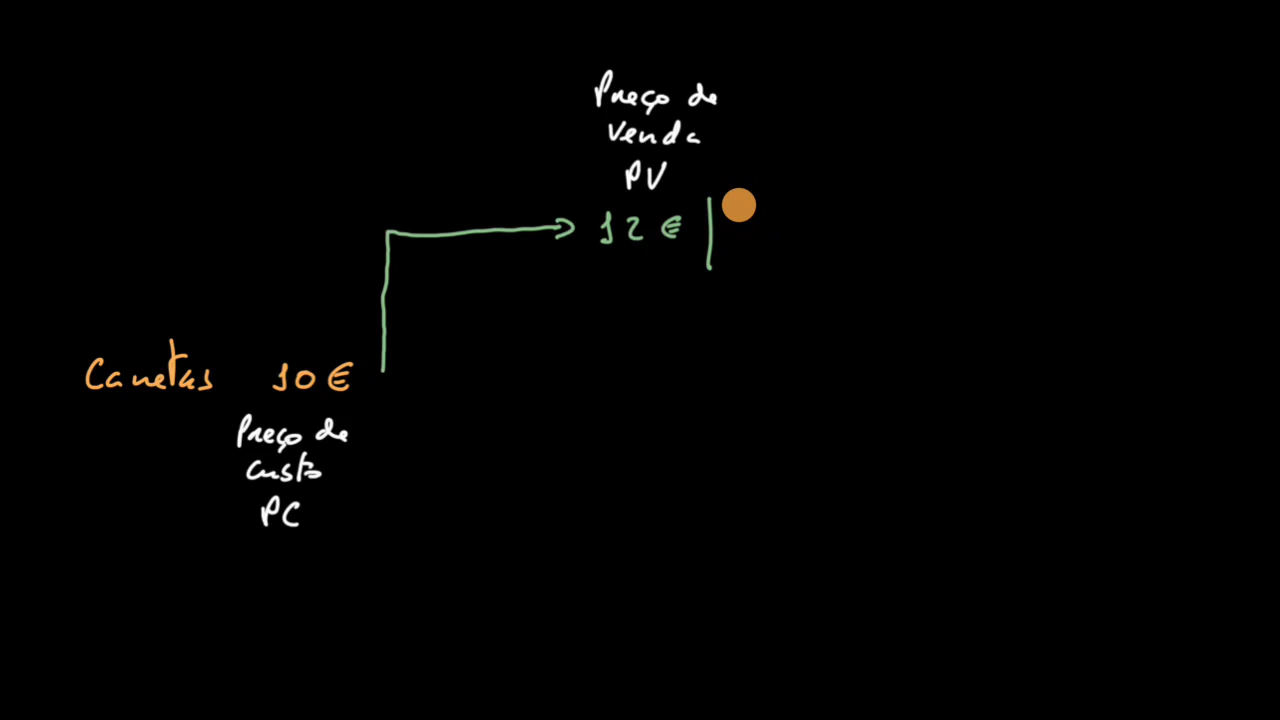 Preço de
venda
PV
12 €
Canetas 10 €
Preço de
custo
PC